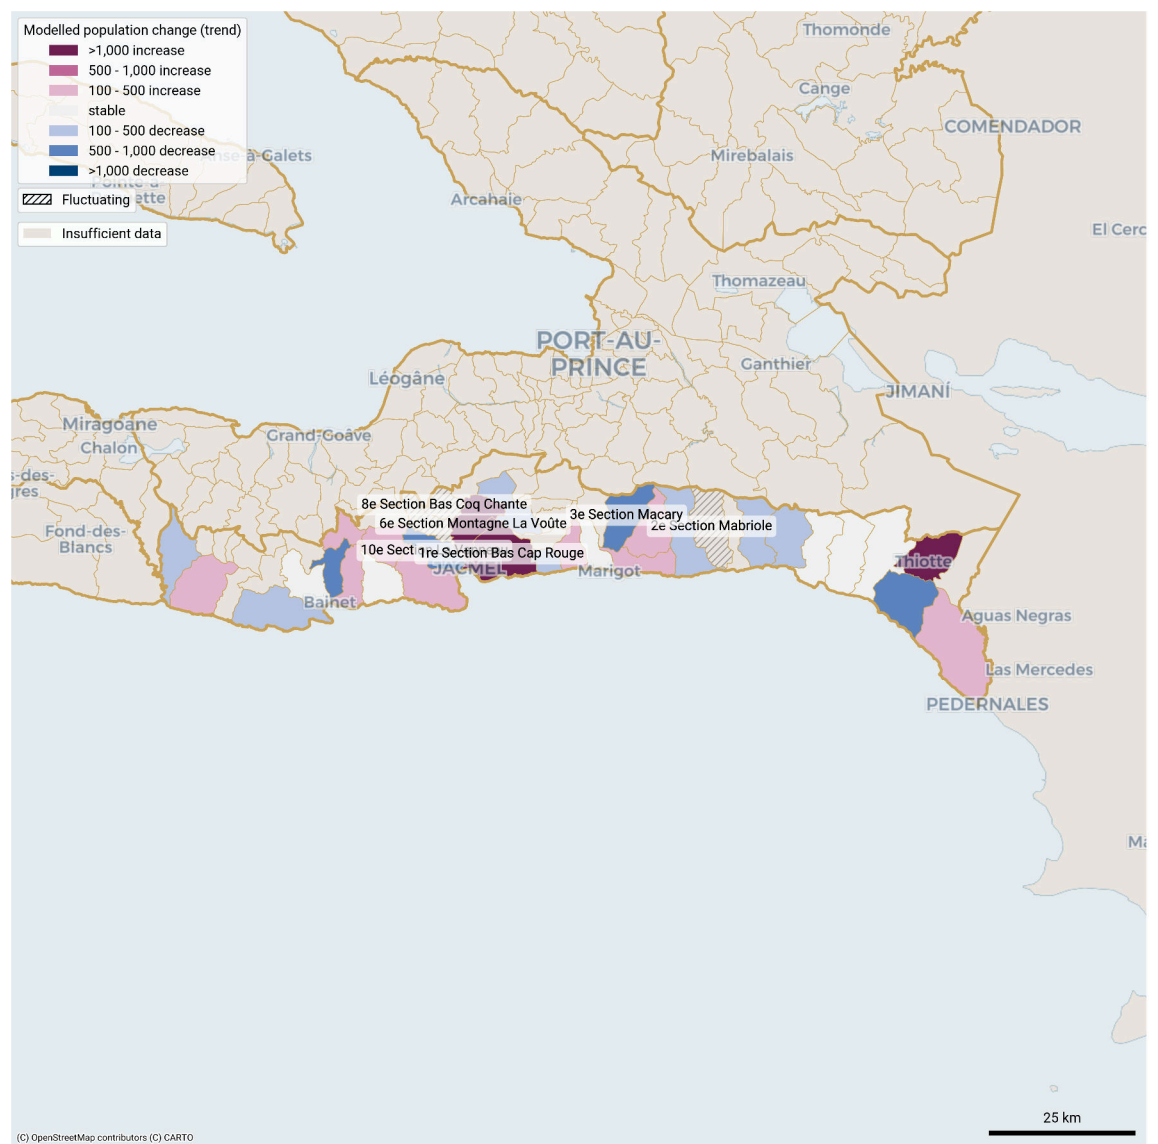 Modelled population change (trend)
>1,000 increase
500 - 1,000 increase
100 - 500 increase
stable
100 - 500 decrease
500 - 1,000 decrease
>1,000 decrease
Fluctuating
Insufficient data
Thomonde
Cange
COMENDADOR
Mirebalais
Arcahaie
El Cerc
Thomazeau
PORT-AU-
PRINCE
Ganthier
Léogâne
JIMANÍ
Miragoane
Chalon
Grand-Goâve
s-des-
gres
Fond-des-
Blancs
8e Section Bas Coq Chante
3e Section Macary
6e Section Montagne La Voûte
2e Section Mabriole
10e Secti
1re Section Bas Cap Rouge
JACMEL
Marigot
Thiotte
Bainet
Aguas Negras
Las Mercedes
PEDERNALES
25 km
(C) OpenStreetMap contributors (C) CARTO